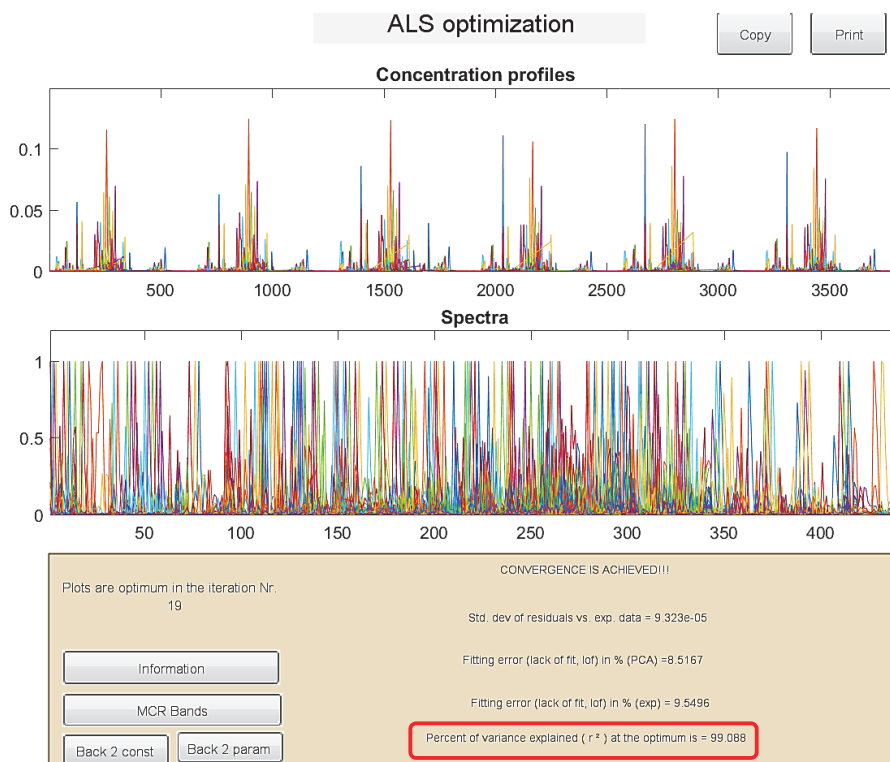 ALS optimization
Copy
Print
Concentration profiles
0.1
0.05
0
500
1000
1500
2000
2500
3000
3500
Spectra
1
0.5
0
50
100
150
200
250
300
350
400
Plots are optimum in the iteration Nr.
19
Information
MCR Bands
Back 2 const
Back 2 param
CONVERGENCE IS ACHIEVED!!!
Std. dev of residuals vs. exp. data = 9.323e-05
Fitting error (lack of fit, lof) in % (PCA) =8.5167
Fitting error (lack of fit, lof) in % (exp) = 9.5496
Percent of variance explained ( r ² ) at the optimum is = 99.088